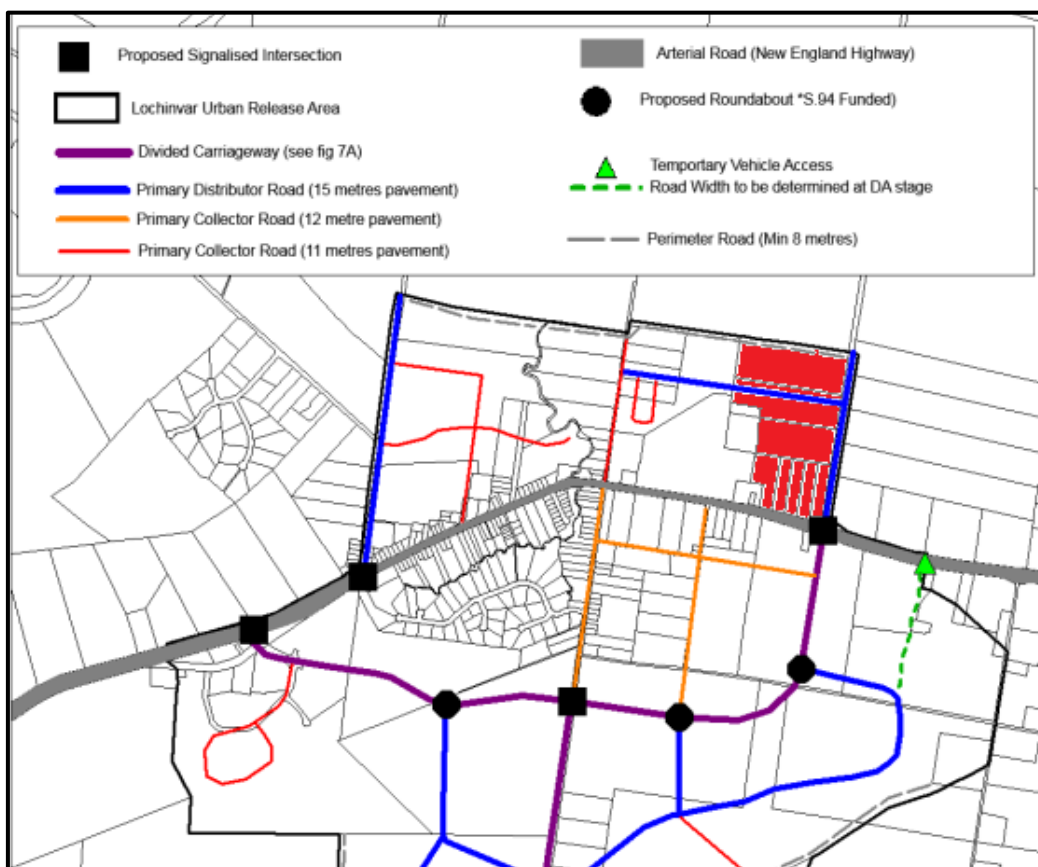 Proposed Signalised Intersection
Lochinvar Urban Release Area
Divided Carriageway (see fig 7A)
Primary Distributor Road (15 metres pavement)
Primary Collector Road (12 metre pavement)
Primary Collector Road (11 metres pavement)
Arterial Road (New England Highway)
Proposed Roundabout *S.94 Funded)
Temportary Vehicle Access
Road Width to be determined at DA stage
Perimeter Road (Min 8 metres)